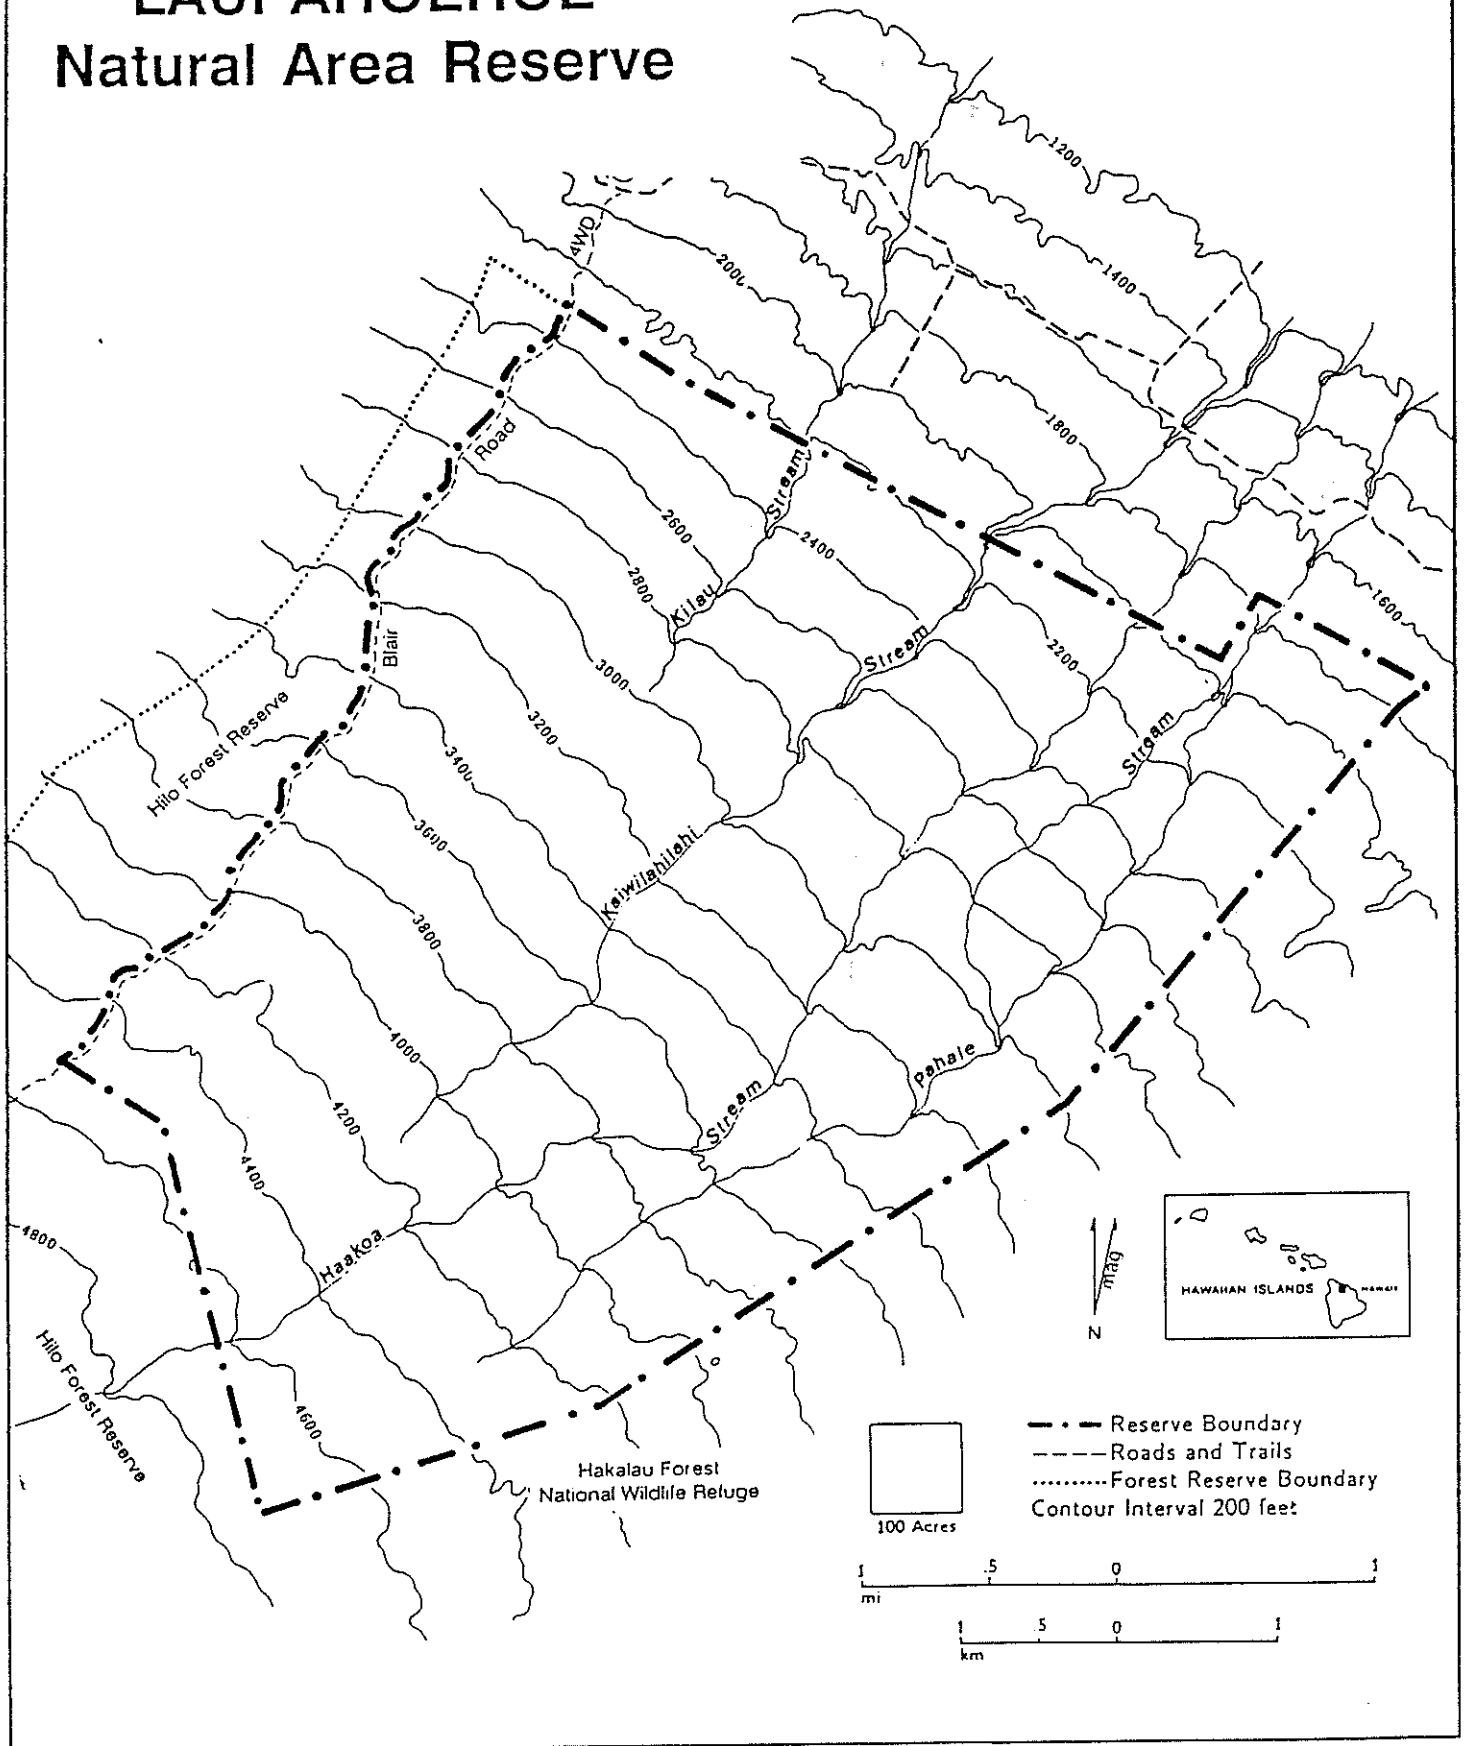 Natural Area Reserve
1200
4WD
2000
1400
Road
1800
Stream
2600
2400
2800
Kilau
1600
Blair
Stream
2200
3000
Hilo Forest Reserve
3200
Stream
3400
3600
Kaiwilahilahi
3800
4000
Pahale
4200
Stream
4400
4800
Haakoa
mag
N
HAWAIIAN ISLANDS
HAWAII
Hilo Forest Reserve
4600
Reserve Boundary
Roads and Trails
Forest Reserve Boundary
Contour Interval 200 feet
Hakalau Forest
National Wildlife Refuge
100 Acres
1 .5 0 1
mi
1 .5 0 1
km